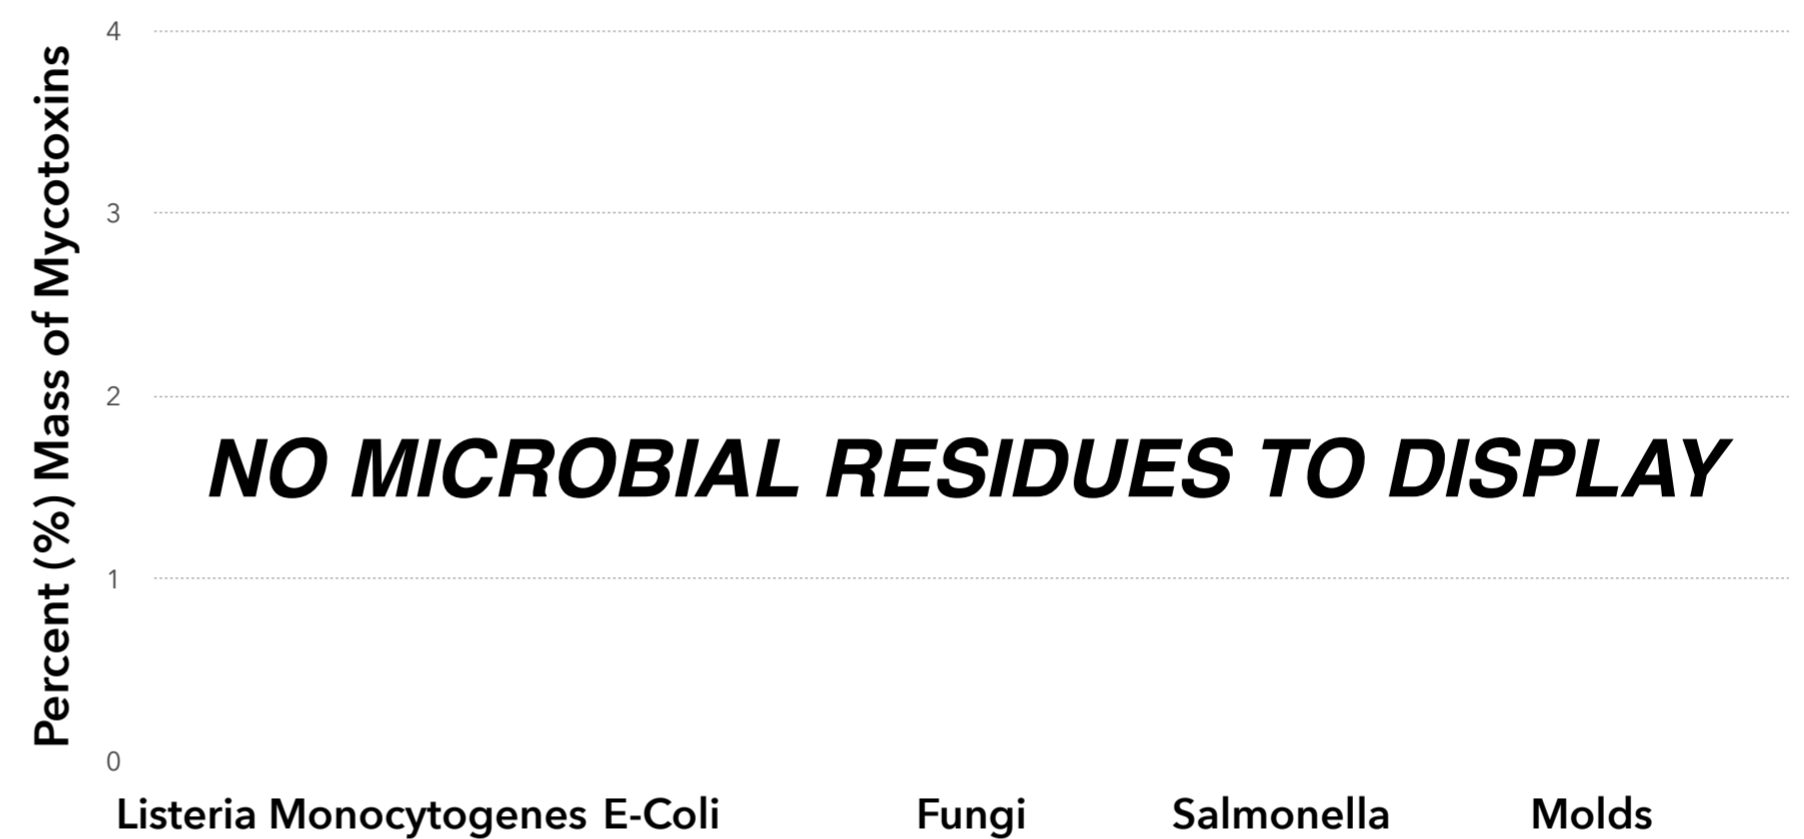 Percent (%) Mass of Mycotoxins
4
3
2
NO MICROBIAL RESIDUES TO DISPLAY
1
0
Listeria Monocytogenes E-Coli Fungi Salmonella Molds